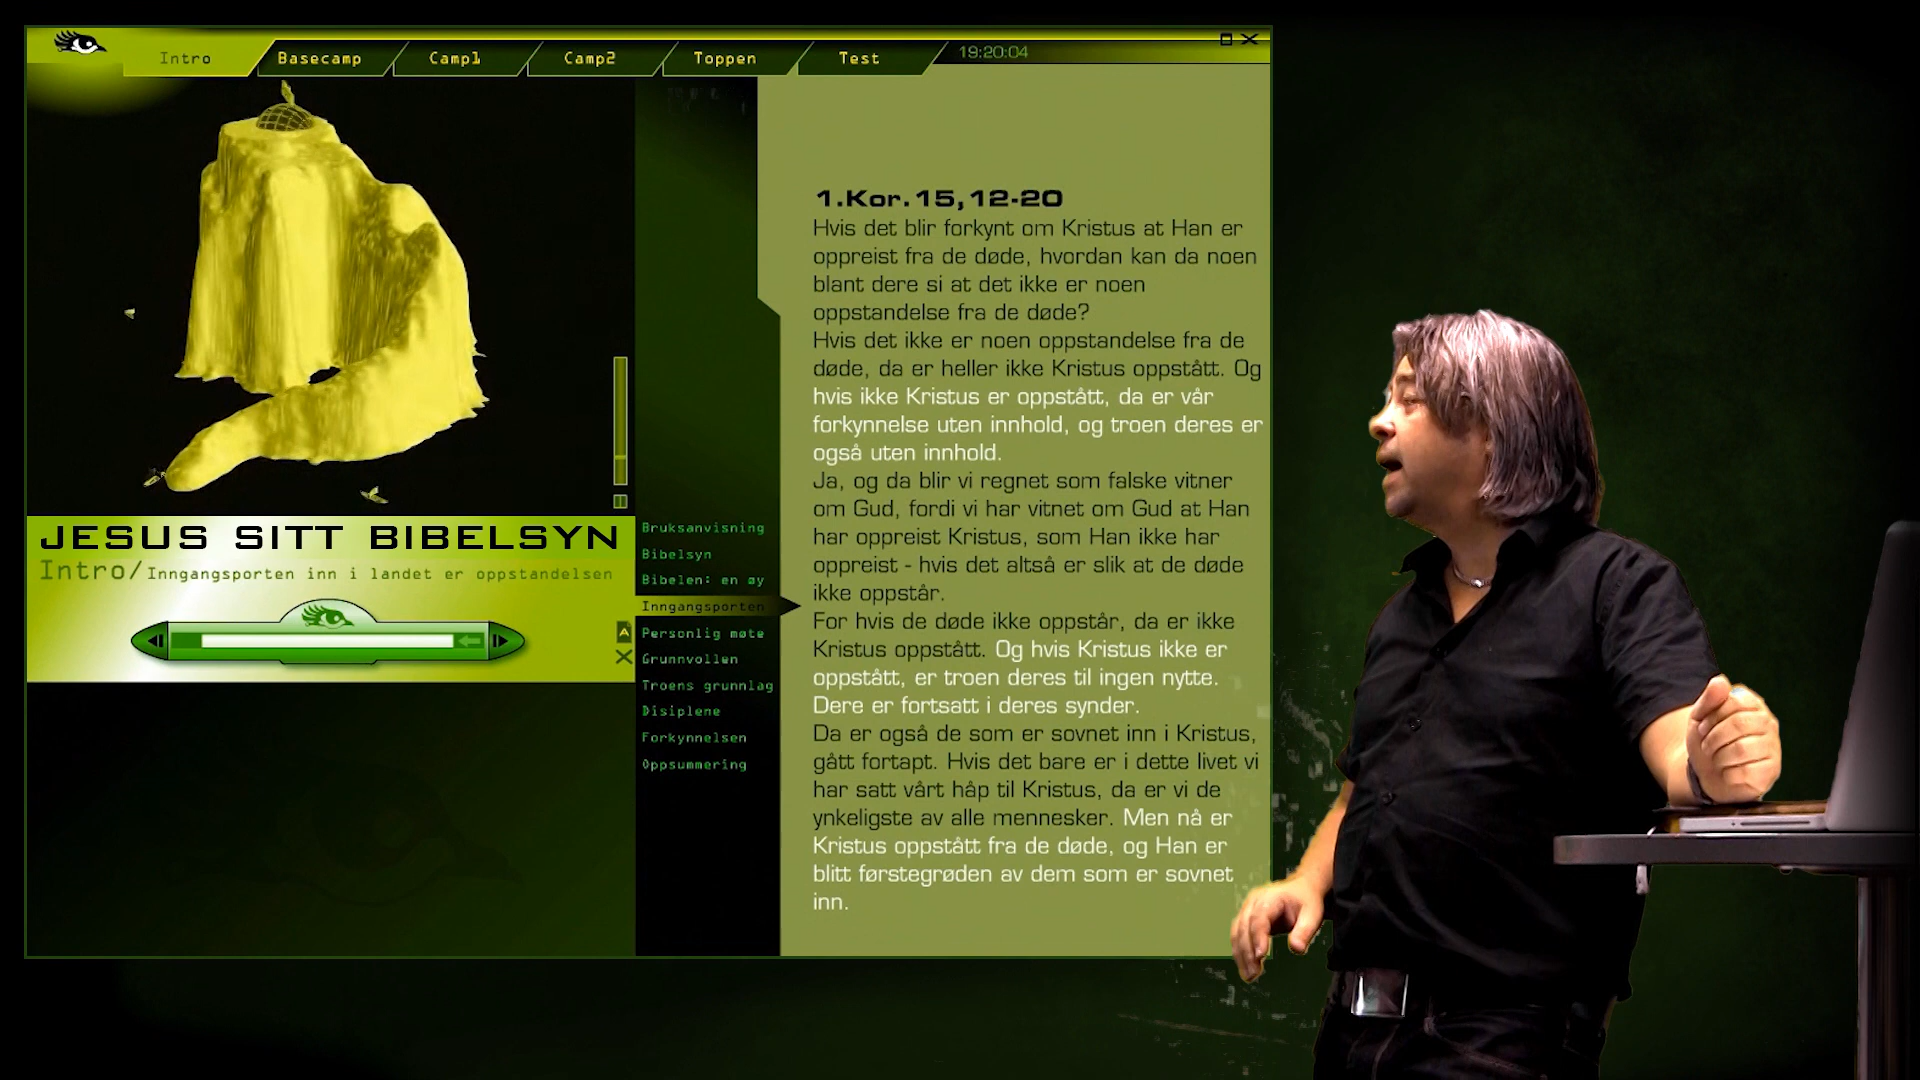 Intro
Basecamp
Camp1
Camp2
Toppen
Test
19:20:04
1.Kor.15,12-20
Hvis det blir forkynt om Kristus at Han er
oppreist fra de døde, hvordan kan da noen
blant dere si at det ikke er noen
oppstandelse fra de døde?
Hvis det ikke er noen oppstandelse fra de
døde, da er heller ikke Kristus oppstått. Og
hvis ikke Kristus er oppstått, da er vår
forkynnelse uten innhold, og troen deres er
også uten innhold.
Ja, og da blir vi regnet som falske vitner
om Gud, fordi vi har vitnet om Gud at Han
har oppreist Kristus, som Han ikke har
oppreist - hvis det altså er slik at de døde
ikke oppstår.
For hvis de døde ikke oppstår, da er ikke
Kristus oppstått. Og hvis Kristus ikke er
oppstått, er troen deres til ingen nytte.
Dere er fortsatt i deres synder.
Da er også de som er sovnet inn i Kristus,
gått fortapt. Hvis det bare er i dette livet vi
har satt vårt håp til Kristus, da er vi de
ynkeligste av alle mennesker. Men nå er
Kristus oppstått fra de døde, og Han er
blitt førstegrøden av dem som er sovnet
inn.
JESUS SITT BIBELSYN
Intro/Inngangsporten inn i landet er oppstandelsen
A
Bruksanvisning
Bibelsyn
Bibelen: en øy
Inngangsporten
Personlig møte
Grunnvollen
Troens grunnlag
Disiplene
Forkynnelsen
Oppsummering